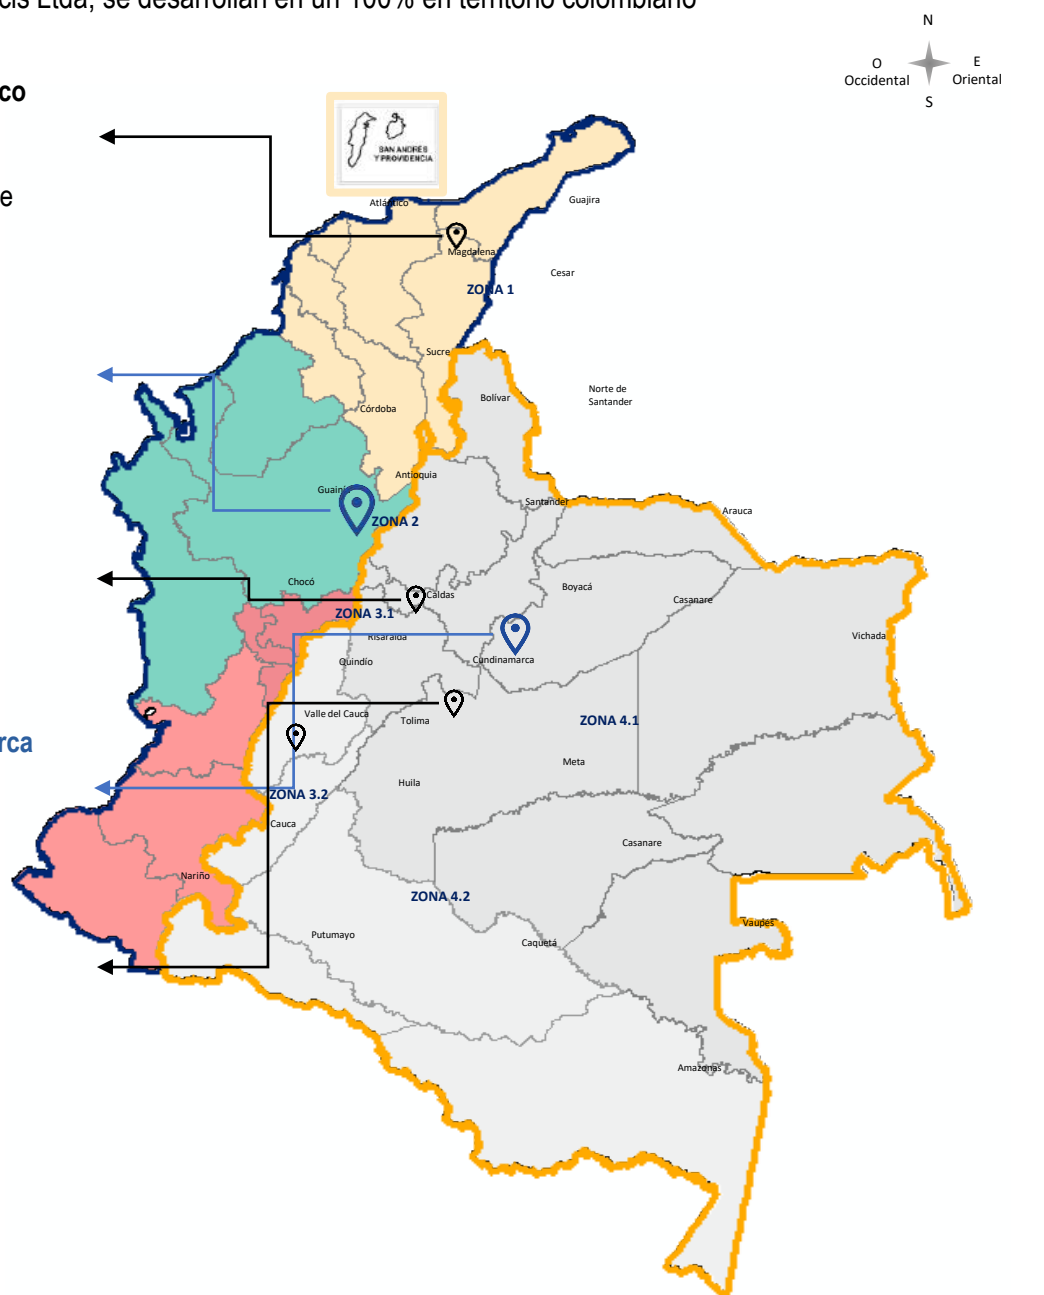 cis Ltda, se desarrollan en un 100% en territorio colombiano
N
O
Occidental
E
Oriental
S
co
e
SAN ANDRÉS
Y PROVIDENCIA
Atlántico
Guajira
Magdalena
Cesar
ZONA 1
Sucre
Bolívar
Norte de
Santander
Córdoba
Antioquia
Guainí
Santander
Arauca
ZONA 2
Chocó
Boyacá
Caldas
Casanare
ZONA 3.1
Risaralda
Vichada
Quindío
Cundinamarca
Valle del Cauca
Tolima
ZONA 4.1
rca
Meta
Huila
ZONA 3.2
Cauca
Casanare
Nariño
ZONA 4.2
Vaupés
Putumayo
Caquetá
Amazonas